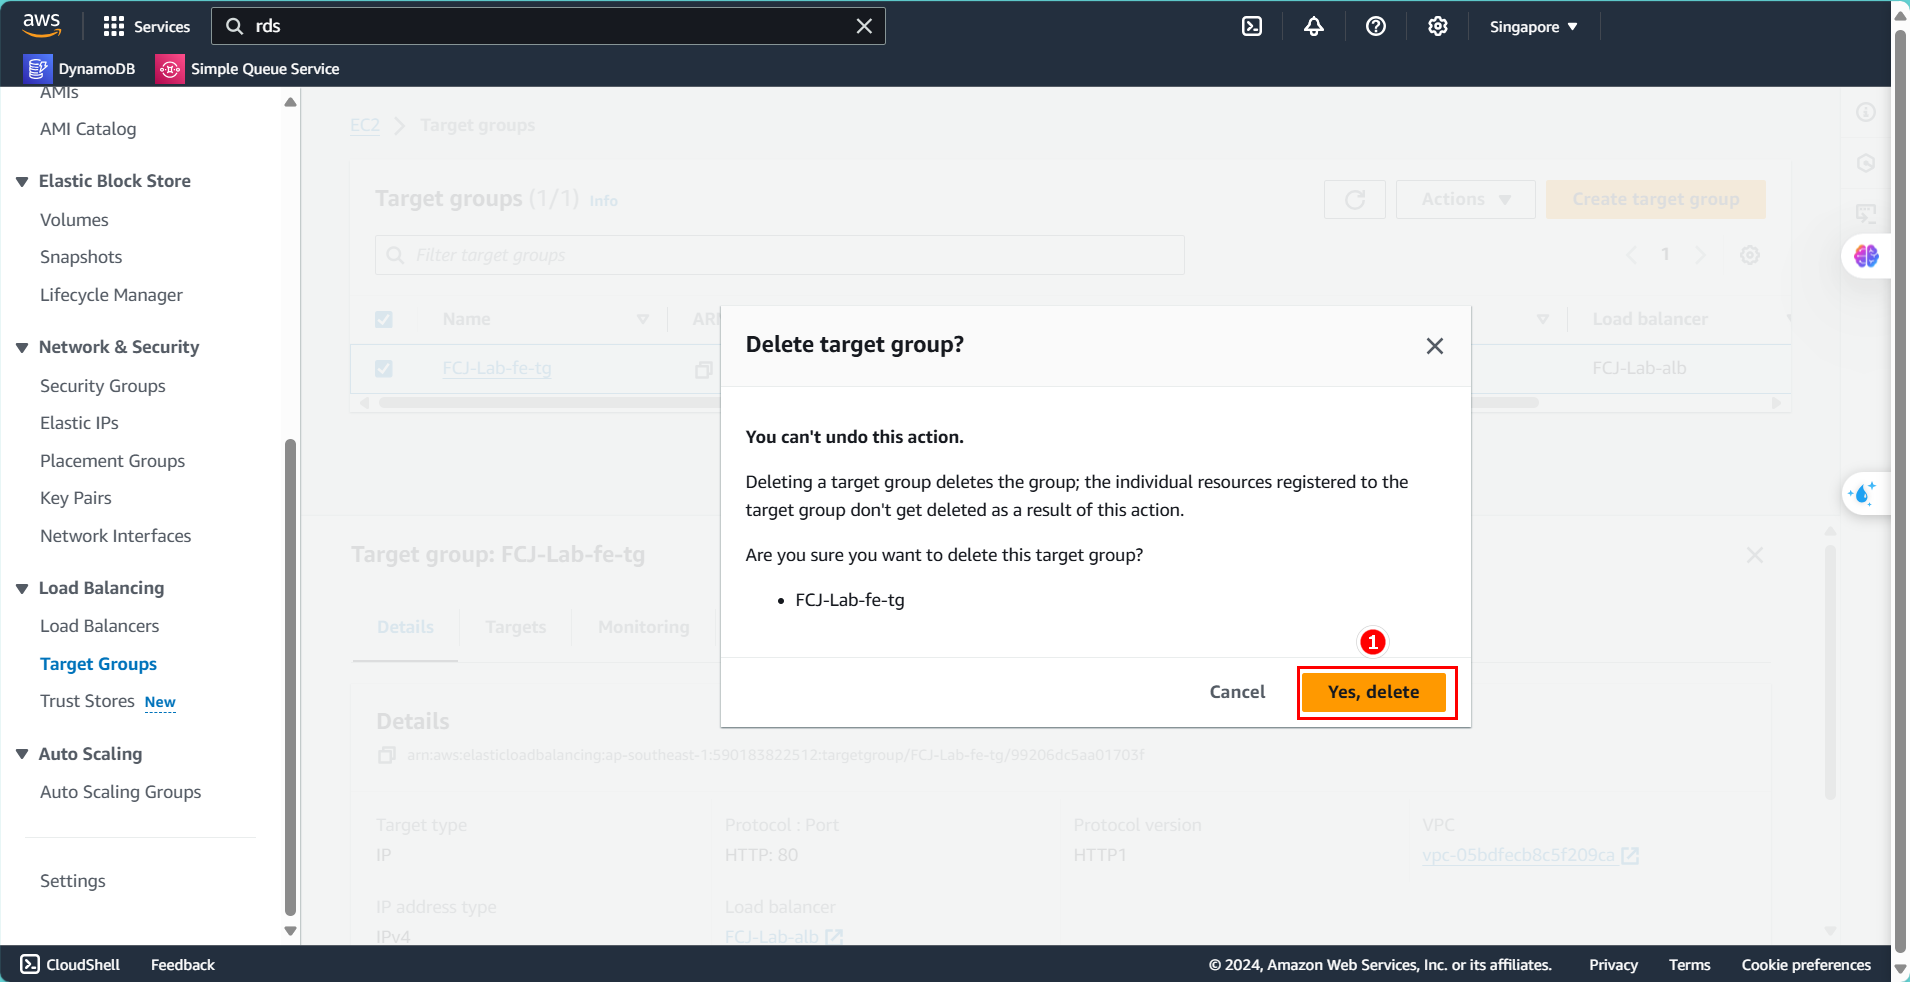 aws
Services
rds
Singapore
DynamoDB
Simple Queue Service
AMIs
AMI Catalog
Elastic Block Store
Volumes
Snapshots
Lifecycle Manager
Network & Security
Security Groups
Elastic IPs
Placement Groups
Key Pairs
Network Interfaces
Load Balancing
Load Balancers
Target Groups
Trust Stores New
Auto Scaling
Auto Scaling Groups
Settings
EC2 Target groups
Target groups (1/1) Info
Actions
Create target group
Filter target groups
1
Name
ARN
Load balancer
FCJ-Lab-fe-tg
FCJ-Lab-alb
Delete target group?
You can't undo this action.
Deleting a target group deletes the group; the individual resources registered to the
target group don't get deleted as a result of this action.
Are you sure you want to delete this target group?
• FCJ-Lab-fe-tg
1
Cancel
Yes, delete
Target group: FCJ-Lab-fe-tg
Details
Targets
Monitoring
Details
arn:aws:elasticloadbalancing:ap-southeast-1:590183822512:targetgroup/FCJ-Lab-fe-tg/99206dc5aa01703f
Target type
IP
Protocol : Port
HTTP: 80
Protocol version
HTTP1
VPC
vpc-05bdfecb8c5f209ca
IP address type
IPv4
Load balancer
FCJ-Lab-alb
CloudShell
Feedback
© 2024, Amazon Web Services, Inc. or its affiliates.
Privacy
Terms
Cookie preferences